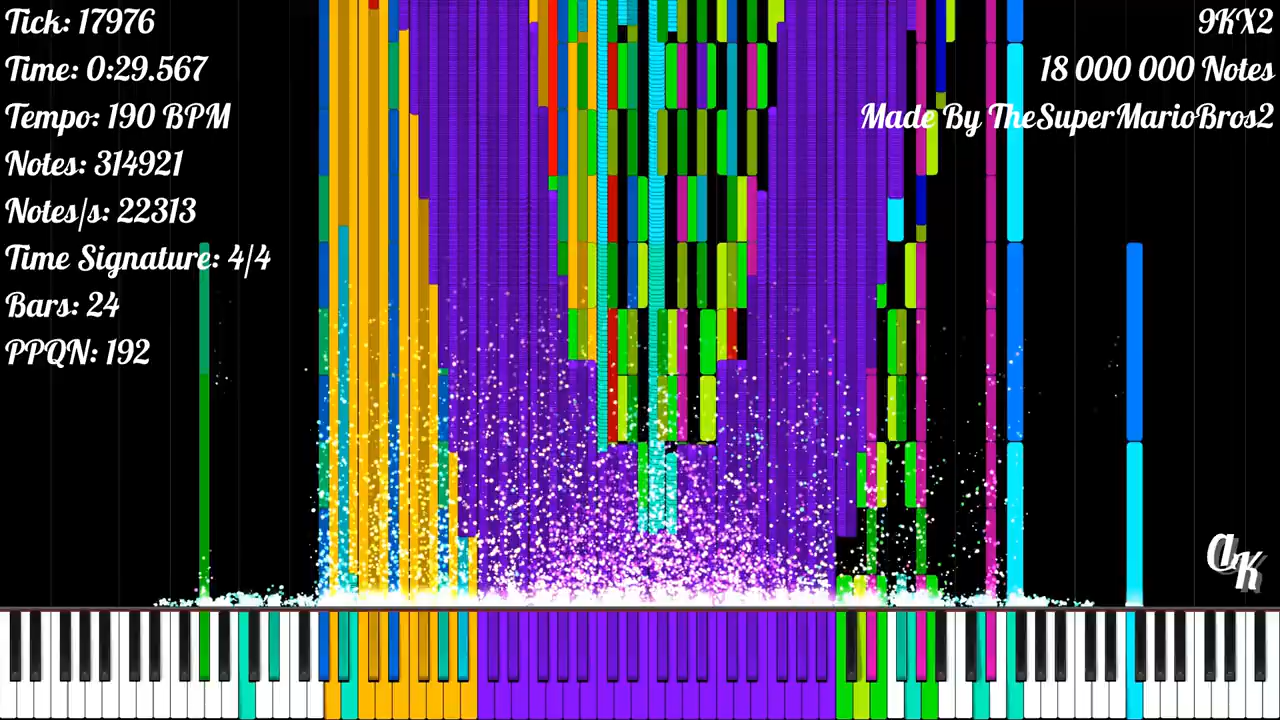 Tick: 17976
Time: 0:29.567
Tempo: 190 BPM
Notes: 314921
Notes/s: 22313
Time Signature: 4/4
Bars: 24
PPQN: 192
9KX2
18 000 000 Notes
Made By TheSuperMarioBros2
aK